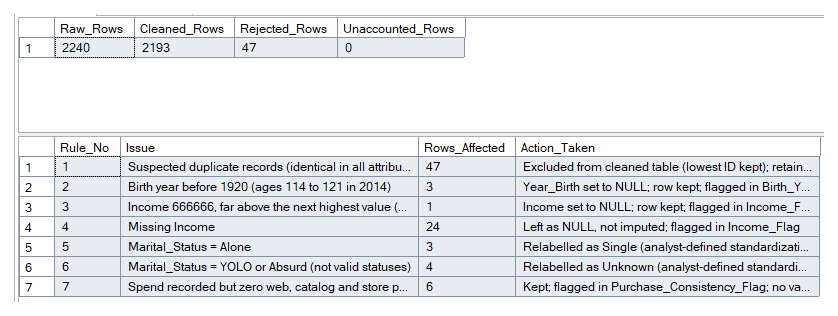 Raw_Rows Cleaned_Rows Rejected_Rows Unaccounted_Rows
1 2240 2193 47 0
Rule_No Issue Rows_Affected Action_Taken
1 1 Suspected duplicate records (identical in all attribu... 47 Excluded from cleaned table (lowest ID kept); retain...
2 2 Birth year before 1920 (ages 114 to 121 in 2014) 3 Year_Birth set to NULL; row kept; flagged in Birth_Y...
3 3 Income 666666, far above the next highest value (... 1 Income set to NULL; row kept; flagged in Income_F...
4 4 Missing Income 24 Left as NULL, not imputed; flagged in Income_Flag
5 5 Marital_Status = Alone 3 Relabelled as Single (analyst-defined standardizati...
6 6 Marital_Status = YOLO or Absurd (not valid statuses) 4 Relabelled as Unknown (analyst-defined standardi...
7 7 Spend recorded but zero web, catalog and store p... 6 Kept; flagged in Purchase_Consistency_Flag; no va...